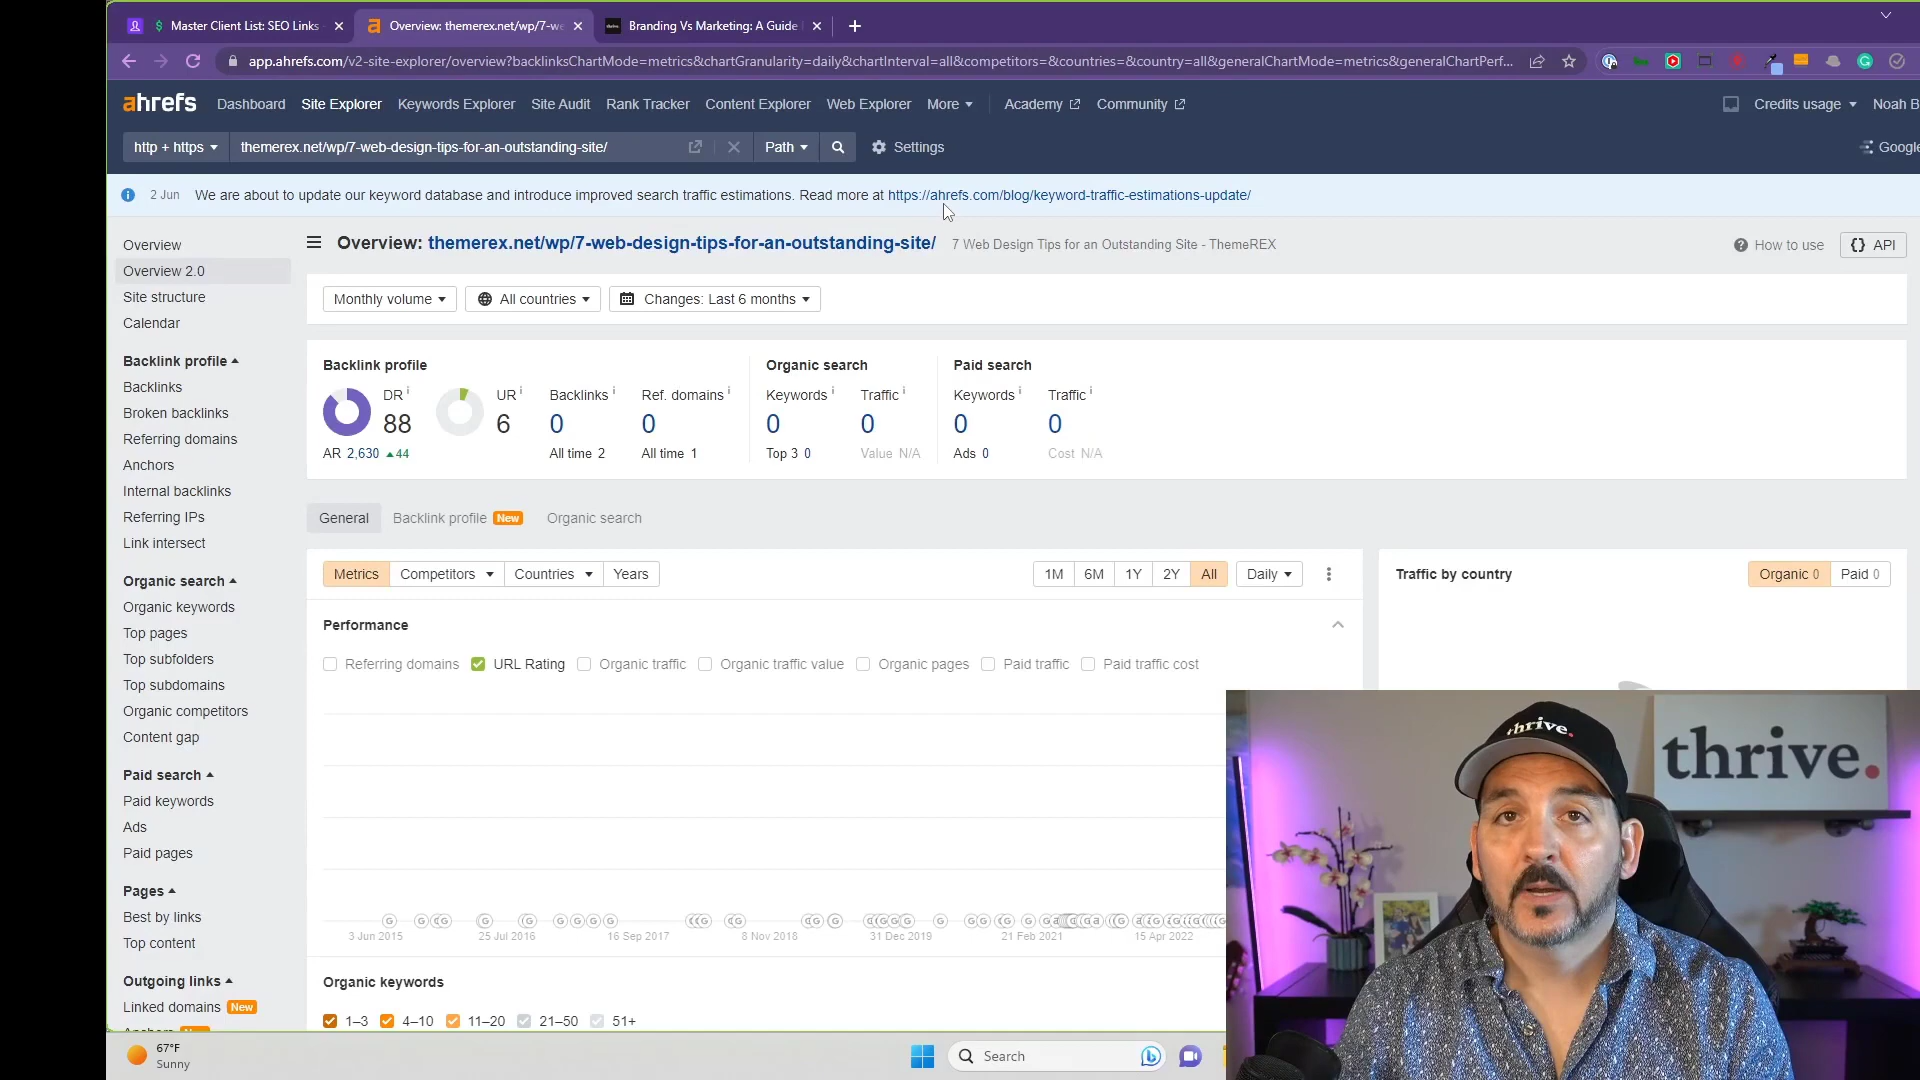 Master Client List: SEO Links
Overview: themerex.net/wp/7-we
Branding Vs Marketing: A Guide
app.ahrefs.com/v2-site-explorer/overview?backlinksChartMode=metrics&chartGranularity=daily&chartInterval=all&competitors=&countries=&country=all&generalChartMode=metrics&generalChartPerf...
ahrefs Dashboard Site Explorer Keywords Explorer Site Audit Rank Tracker Content Explorer Web Explorer More Academy Community Credits usage Noah B
http + https themerex.net/wp/7-web-design-tips-for-an-outstanding-site/ Path Settings Google
2 Jun We are about to update our keyword database and introduce improved search traffic estimations. Read more at https://ahrefs.com/blog/keyword-traffic-estimations-update/
Overview: themerex.net/wp/7-web-design-tips-for-an-outstanding-site/ 7 Web Design Tips for an Outstanding Site - ThemeREX How to use {} API
Overview
Overview 2.0
Site structure
Calendar
Backlink profile
Backlinks
Broken backlinks
Referring domains
Anchors
Internal backlinks
Referring IPs
Link intersect
Organic search
Organic keywords
Top pages
Top subfolders
Top subdomains
Organic competitors
Content gap
Paid search
Paid keywords
Ads
Paid pages
Pages
Best by links
Top content
Outgoing links
Linked domains New
Monthly volume All countries Changes: Last 6 months
Backlink profile Organic search Paid search
DR UR Backlinks Ref. domains Keywords Traffic Keywords Traffic
88 6 0 0 0 0 0 0
AR 2,630 44 All time 2 All time 1 Top 3 0 Value N/A Ads 0 Cost N/A
General Backlink profile New Organic search
Metrics Competitors Countries Years 1M 6M 1Y 2Y All Daily
Traffic by country Organic 0 Paid 0
Performance
Referring domains URL Rating Organic traffic Organic traffic value Organic pages Paid traffic Paid traffic cost
3 Jun 2015 25 Jul 2016 16 Sep 2017 8 Nov 2018 31 Dec 2019 21 Feb 2021 15 Apr 2022
Organic keywords
1–3 4–10 11–20 21–50 51+
thrive.
thrive.
67°F
Sunny
Search